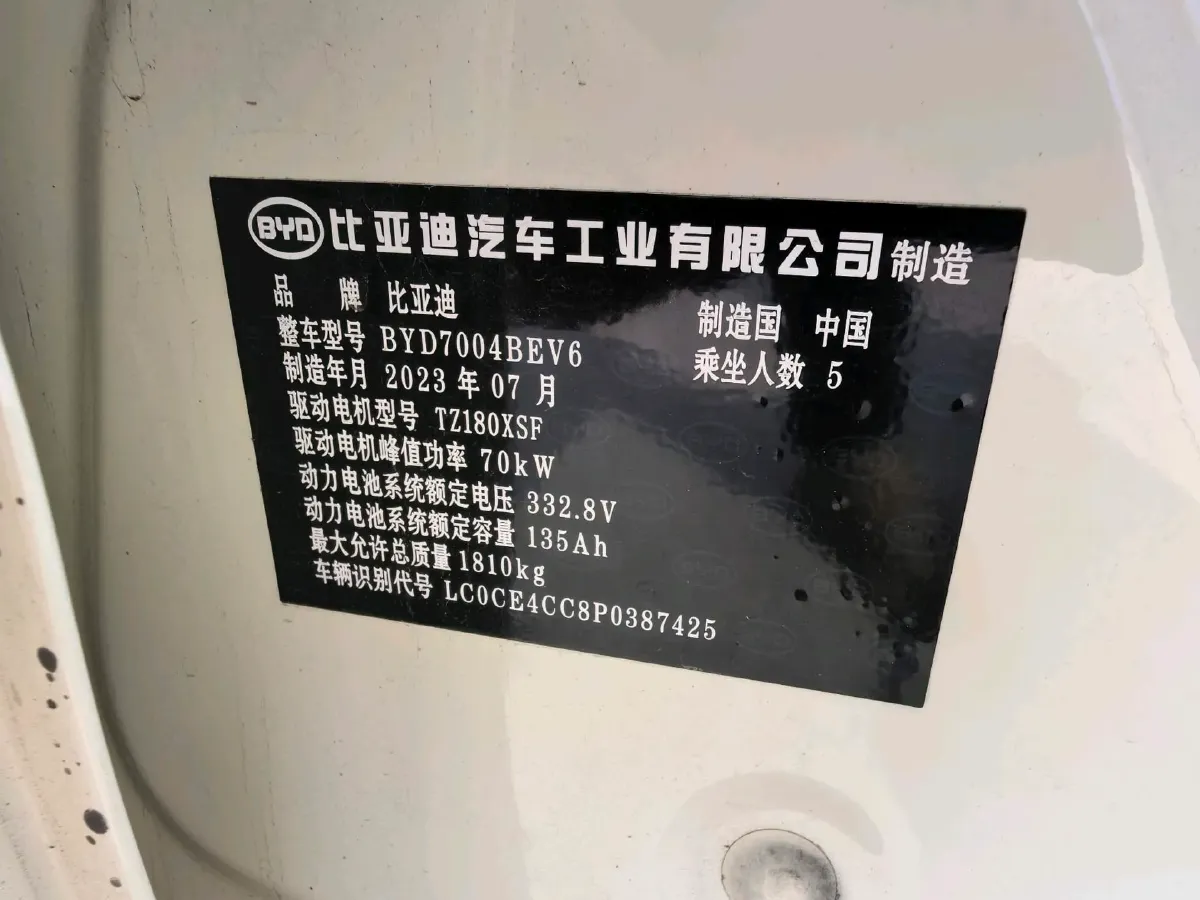 BYD 比亚迪汽车工业有限公司制造
品 牌 比亚迪 制造国 中国
整车型号 BYD7004BEV6 乘坐人数 5
制造年月 2023 年 07 月
驱动电机型号 TZ180XSF
驱动电机峰值功率 70kW
动力电池系统额定电压 332.8V
动力电池系统额定容量 135Ah
最大允许总质量 1810kg
车辆识别代号 LC0CE4CC8P0387425